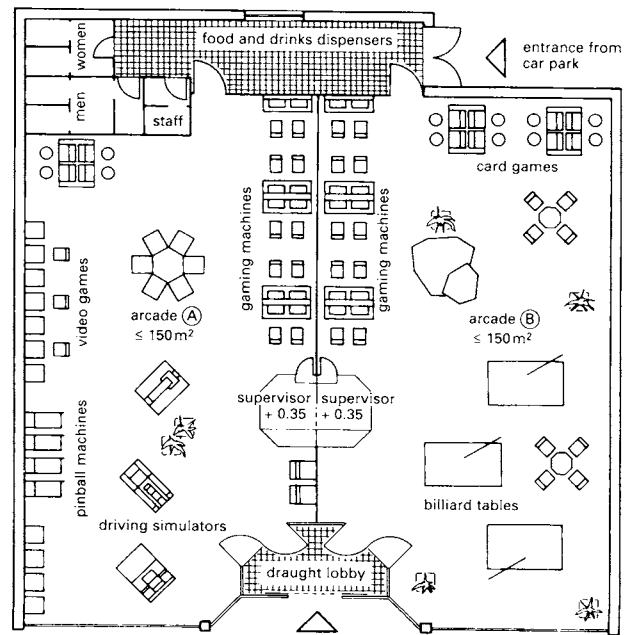 food and drinks dispensers
entrance from
car park
women
men
staff
card games
gaming machines
gaming machines
video games
arcade A
≤ 150 m²
arcade B
≤ 150 m²
supervisor
+ 0.35
supervisor
+ 0.35
pinball machines
billiard tables
driving simulators
draught lobby